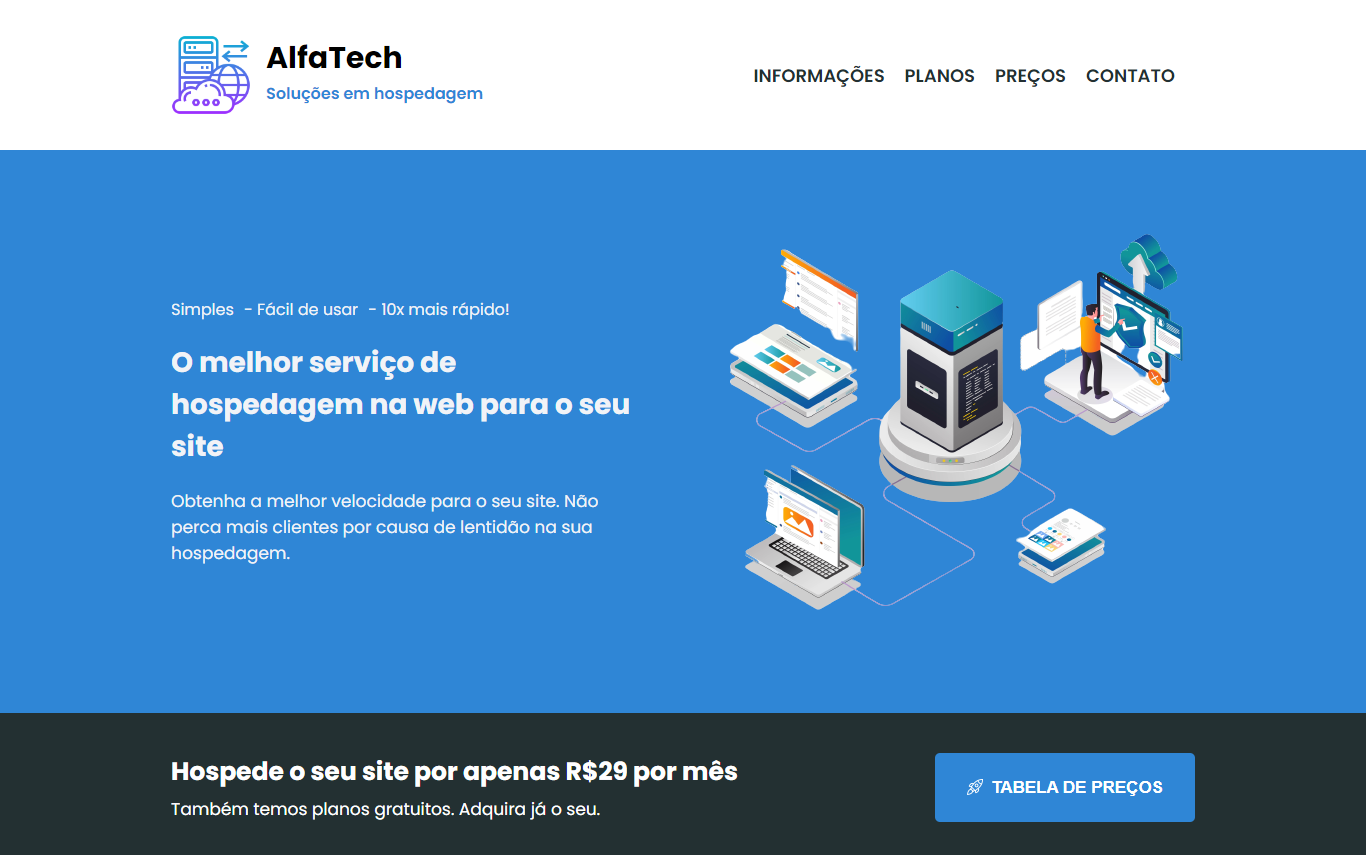 AlfaTech
Soluções em hospedagem
INFORMAÇÕES PLANOS PREÇOS CONTATO
Simples - Fácil de usar - 10x mais rápido!
O melhor serviço de
hospedagem na web para o seu
site
Obtenha a melhor velocidade para o seu site. Não
perca mais clientes por causa de lentidão na sua
hospedagem.
Hospede o seu site por apenas R$29 por mês
Também temos planos gratuitos. Adquira já o seu.
TABELA DE PREÇOS